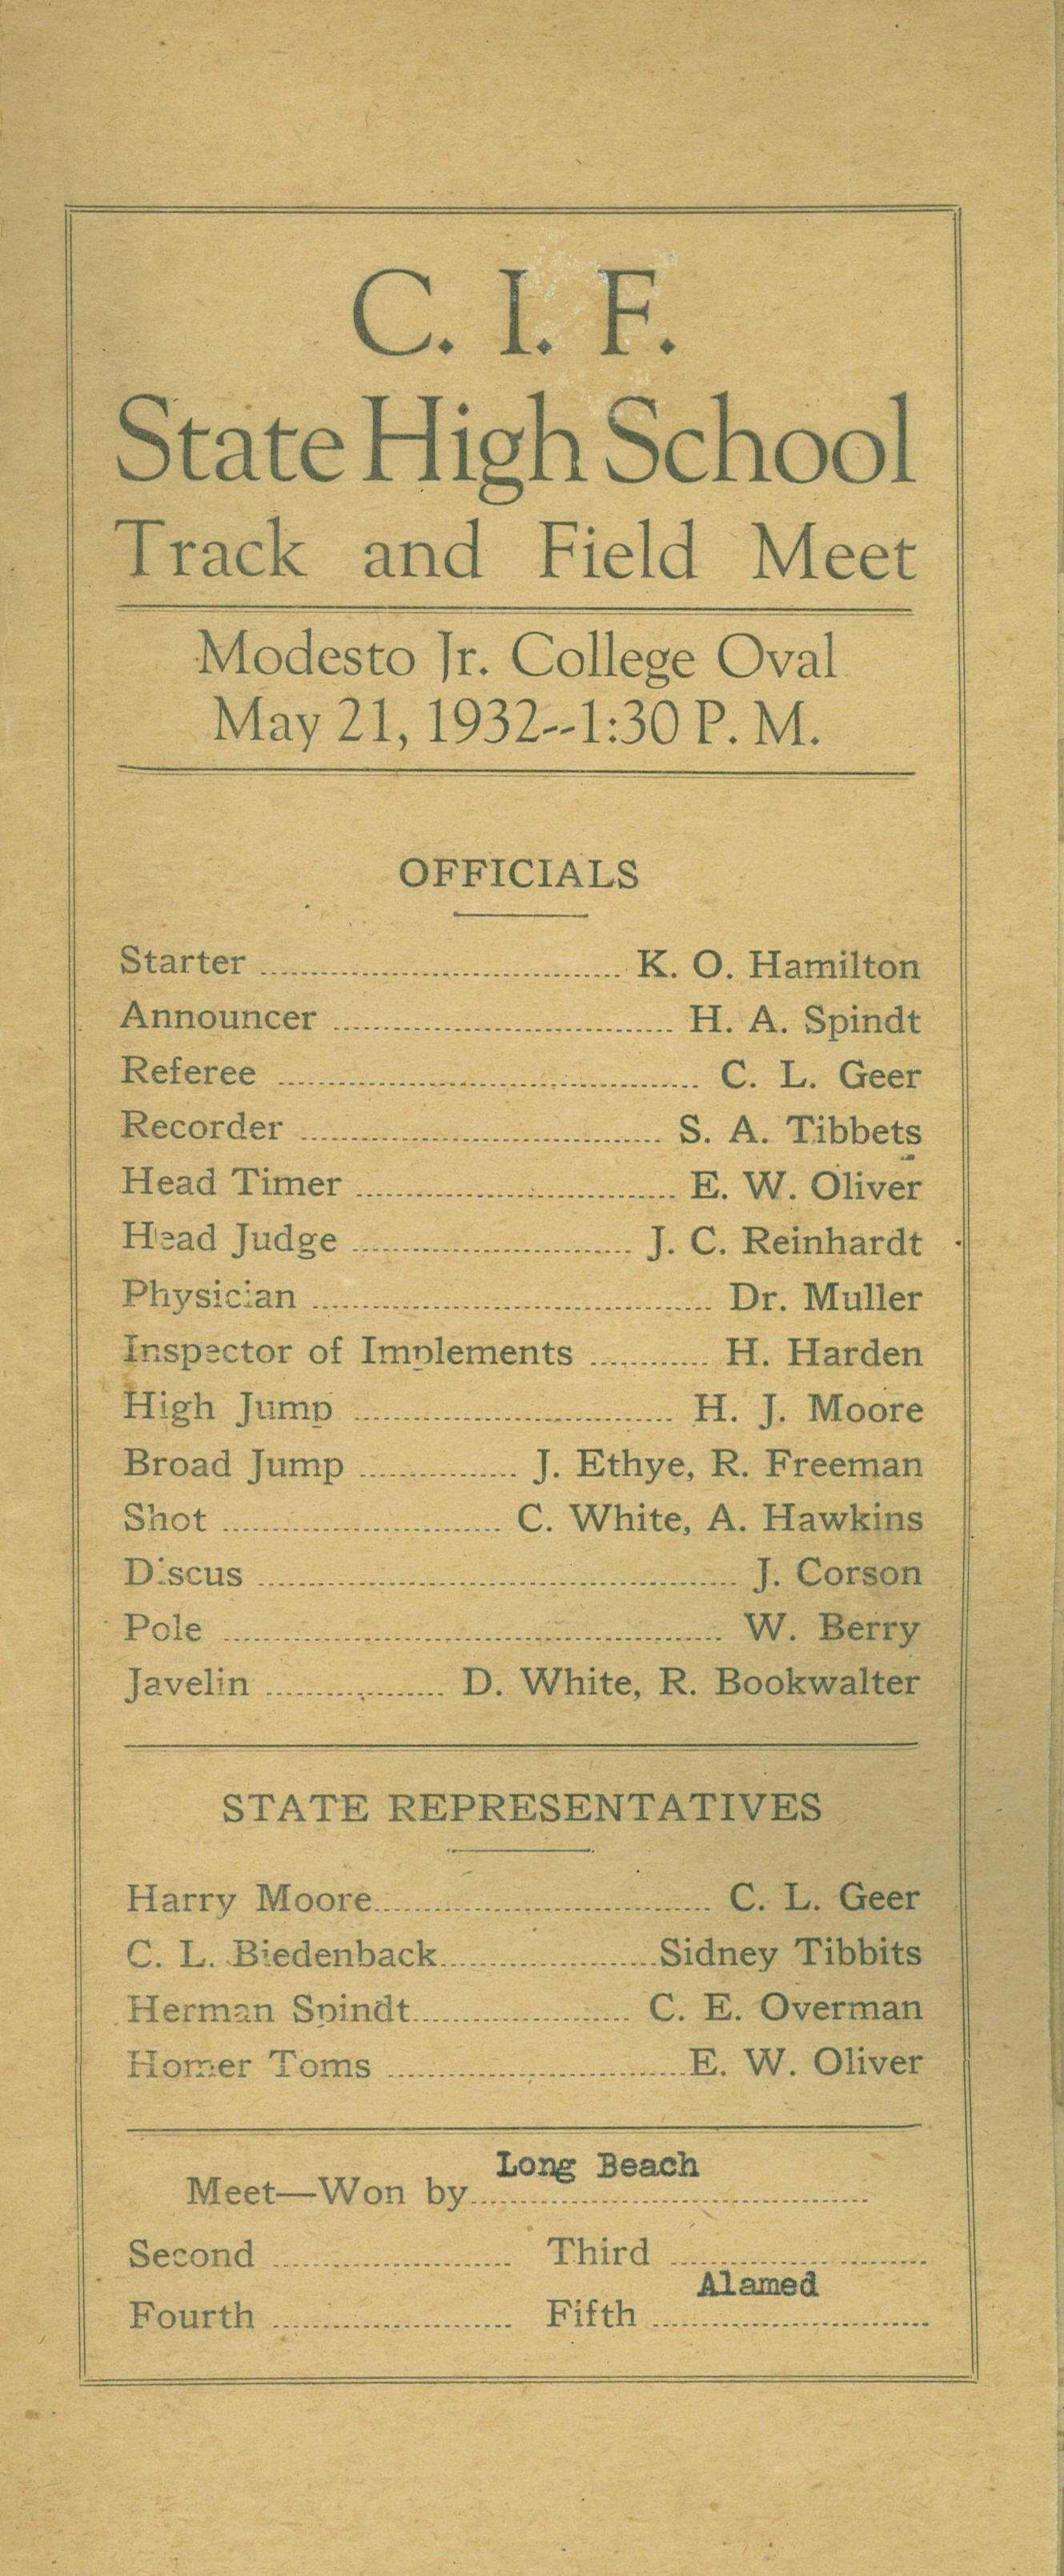 C. I. F.
State High School
Track and Field Meet
Modesto Jr. College Oval
May 21, 1932--1:30 P. M.
OFFICIALS
Starter ........ K. O. Hamilton
Announcer ........ H. A. Spindt
Referee ........ C. L. Geer
Recorder ........ S. A. Tibbets
Head Timer ........ E. W. Oliver
Head Judge ........ J. C. Reinhardt
Physician ........ Dr. Muller
Inspector of Implements ........ H. Harden
High Jump ........ H. J. Moore
Broad Jump ........ J. Ethye, R. Freeman
Shot ........ C. White, A. Hawkins
Discus ........ J. Corson
Pole ........ W. Berry
Javelin ........ D. White, R. Bookwalter
STATE REPRESENTATIVES
Harry Moore........ C. L. Geer
C. L. Biedenback........Sidney Tibbits
Herman Spindt........ C. E. Overman
Homer Toms ........E. W. Oliver
Long Beach
Meet—Won by........
Second ........ Third ........
Alamed
Fourth ........ Fifth ........